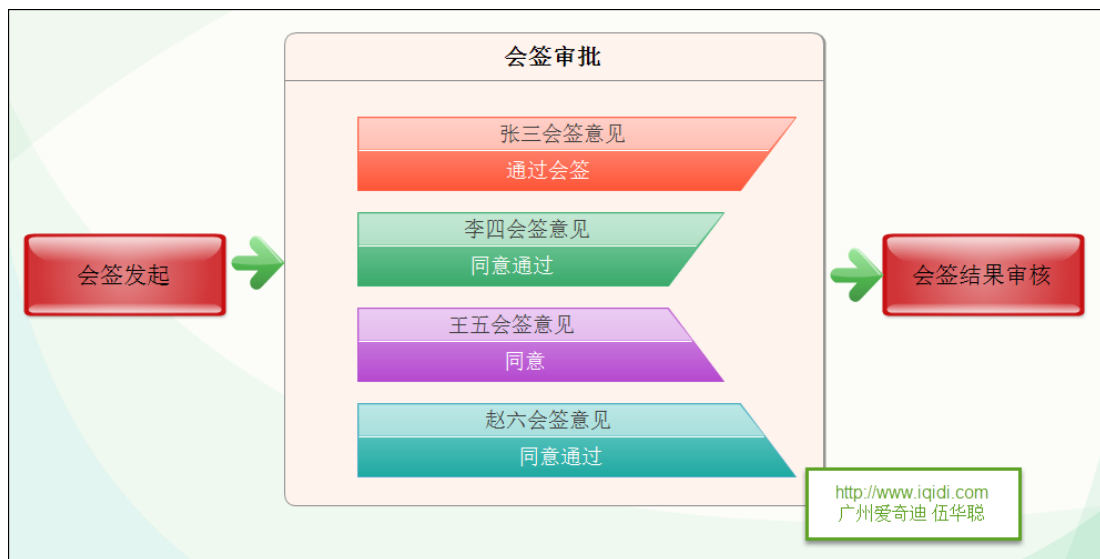 会签审批
张三会签意见
通过会签
李四会签意见
同意通过
王五会签意见
同意
赵六会签意见
同意通过
会签发起
会签结果审核
http://www.iqidi.com
广州爱奇迪 伍华聪